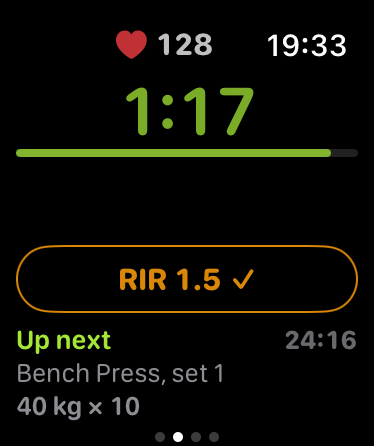 128 19:33
1:17
RIR 1.5 ✓
Up next 24:16
Bench Press, set 1
40 kg × 10